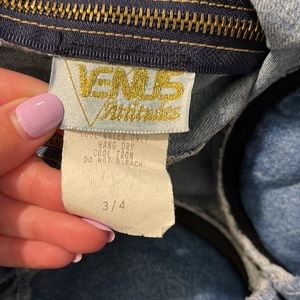 VENUS
Attitudes
HANG DRY
COOL IRON
DO NOT BLEACH
3/4